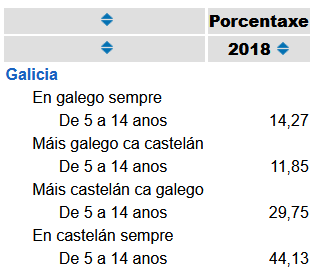 Porcentaxe
2018
Galicia
En galego sempre
De 5 a 14 anos 14,27
Máis galego ca castelán
De 5 a 14 anos 11,85
Máis castelán ca galego
De 5 a 14 anos 29,75
En castelán sempre
De 5 a 14 anos 44,13